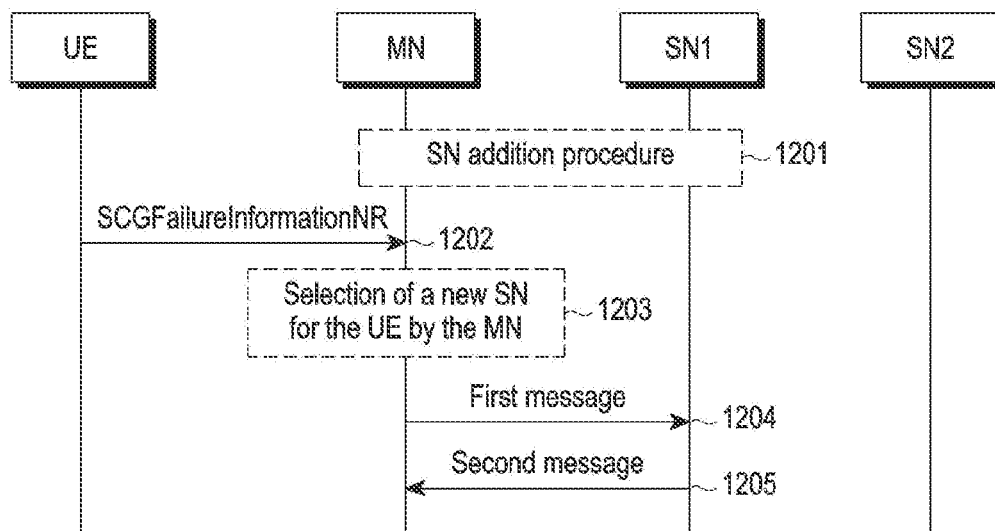 UE
MN
SN1
SN2
SN addition procedure
1201
SCGFailureInformationNR
1202
Selection of a new SN
for the UE by the MN
1203
First message
1204
Second message
1205